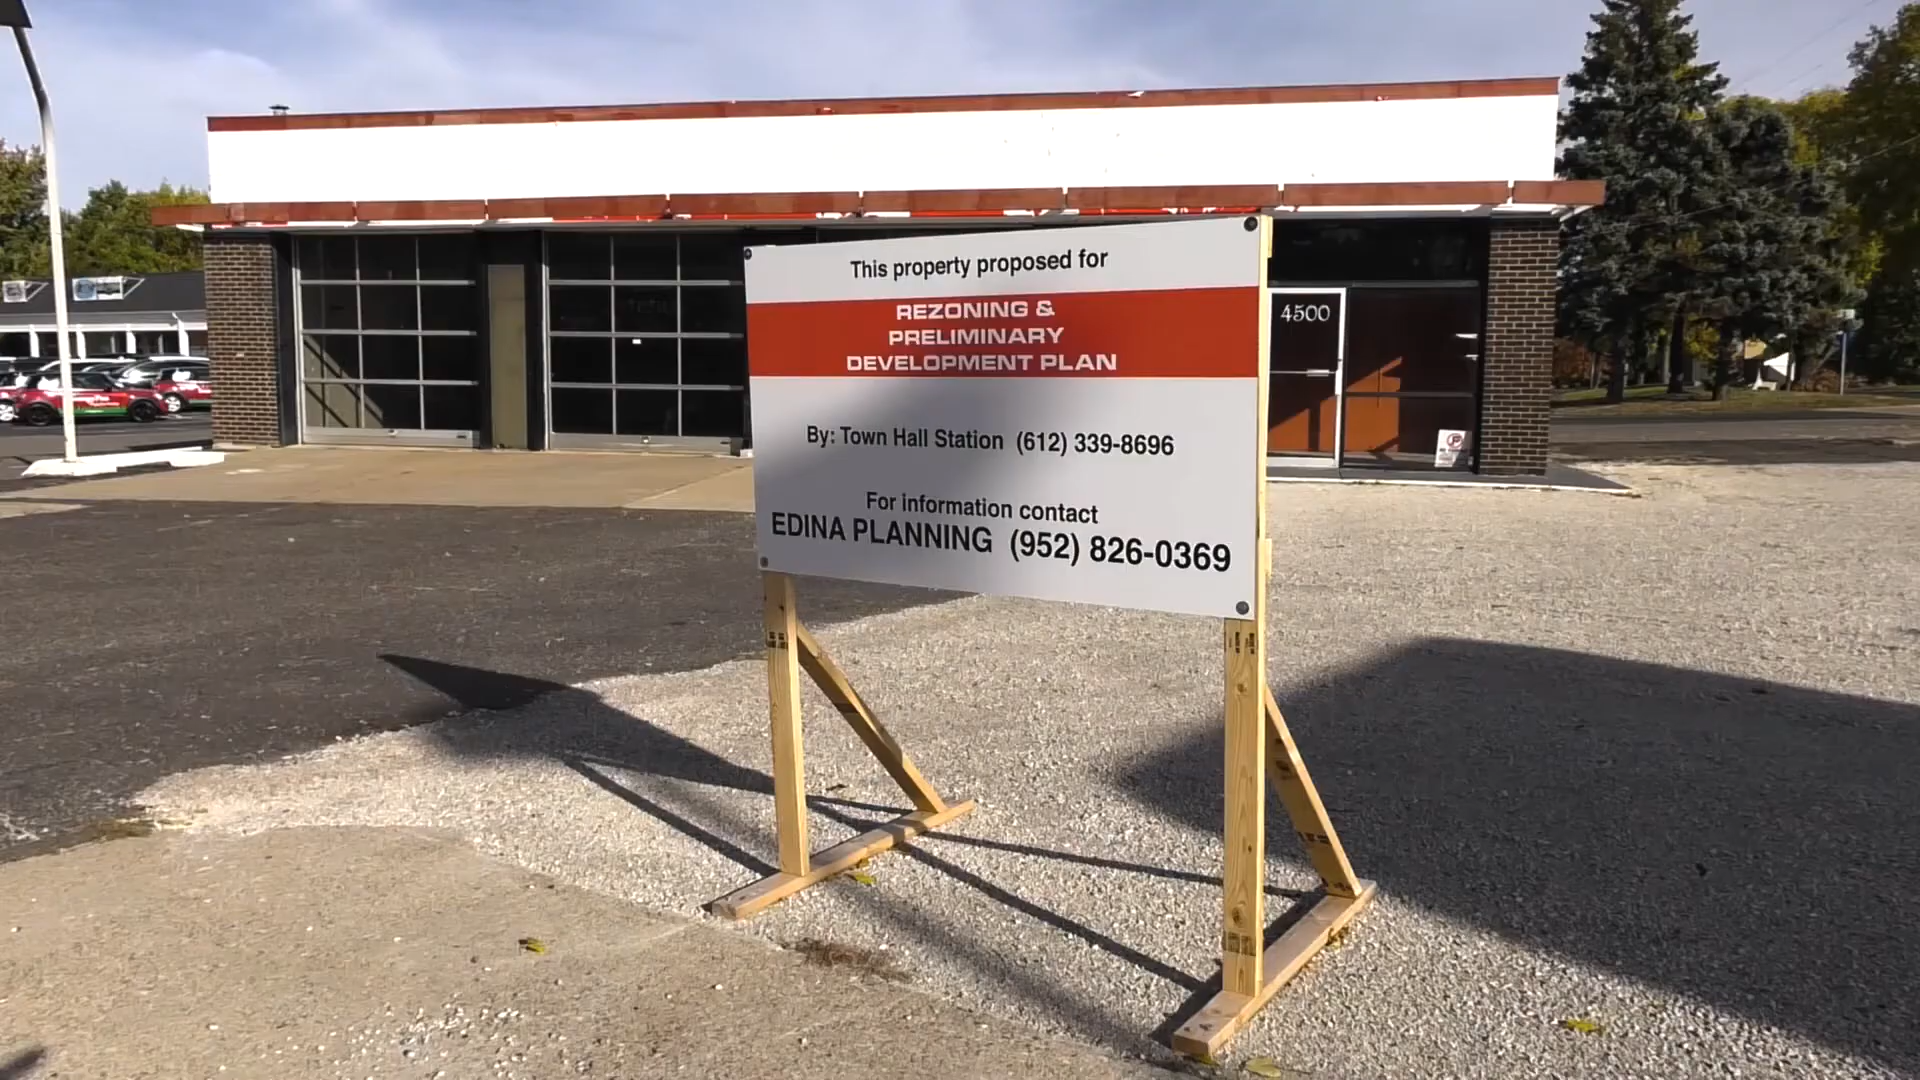 This property proposed for
REZONING &
PRELIMINARY
DEVELOPMENT PLAN
By: Town Hall Station (612) 339-8696
For information contact
EDINA PLANNING (952) 826-0369
4500